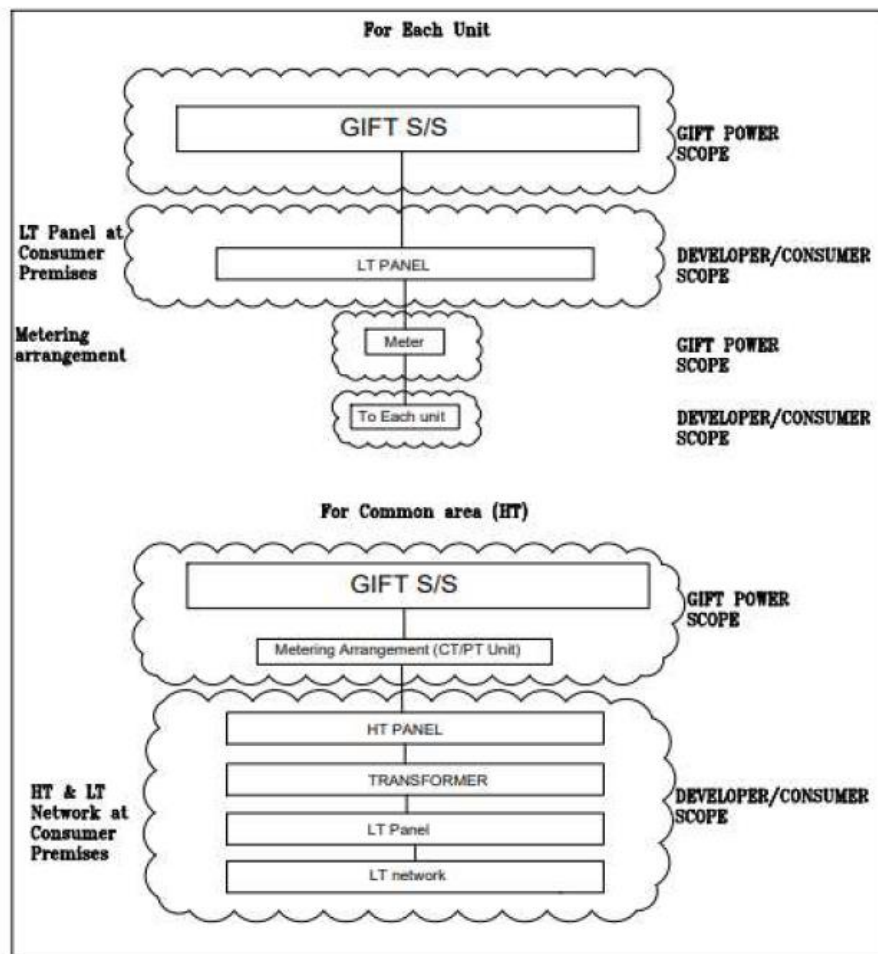 For Each Unit
GIFT S/S
GIFT POWER
SCOPE
LT Panel at
Consumer
Premises
LT PANEL
DEVELOPER/CONSUMER
SCOPE
Metering
arrangement
Meter
GIFT POWER
SCOPE
To Each unit
DEVELOPER/CONSUMER
SCOPE
For Common area (HT)
GIFT S/S
GIFT POWER
SCOPE
Metering Arrangement (CT/PT Unit)
HT PANEL
TRANSFORMER
HT & LT
Network at
Consumer
Premises
DEVELOPER/CONSUMER
SCOPE
LT Panel
LT network